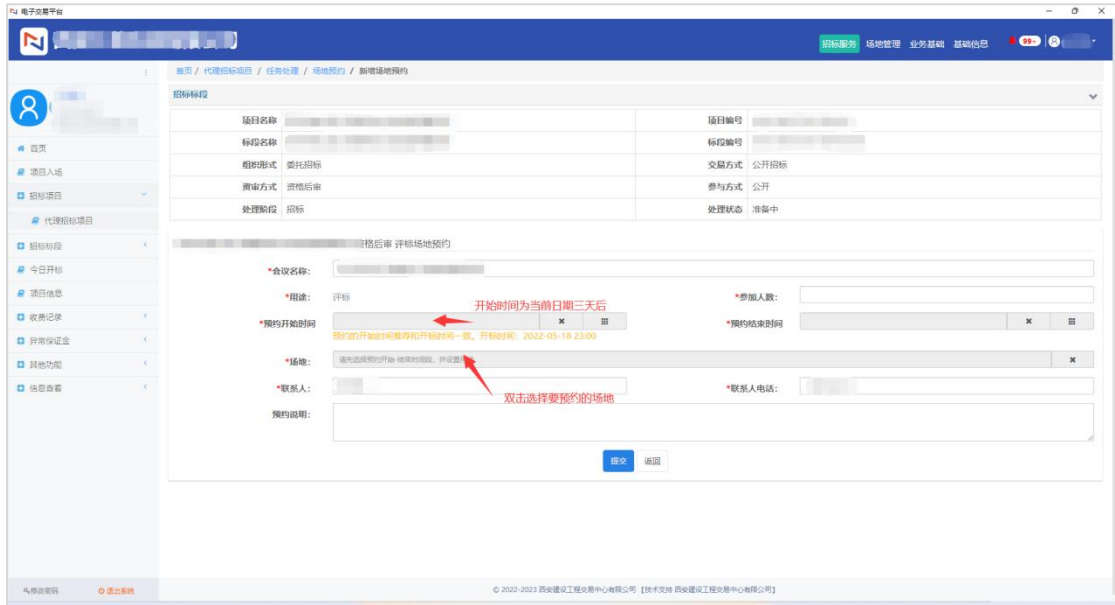 电子交易平台
招标服务 场地管理 业务基础 基础信息 99+
首页 / 代理招标项目 / 任务处理 / 场地预约 / 新增场地预约
招标标段
项目名称 项目编号
标段名称 标段编号
组织形式 委托招标 交易方式 公开招标
资审方式 资格后审 参与方式 公开
处理阶段 招标 处理状态 准备中
首页
项目入场
招标项目
代理招标项目
招标标段
今日开标
项目信息
收费记录
异常保证金
其他功能
信息查看
资格后审 评标场地预约
*会议名称:
*用途: 评标 *参加人数:
开始时间为当前日期三天后
*预约开始时间 *预约结束时间
预约的开始时间推荐和开标时间一致。开标时间:2022-05-18 23:00
*场地: 请先选择预约开始-结束时间段，并设置
*联系人: *联系人电话:
双击选择要预约的场地
预约说明:
提交 返回
修改密码 退出系统
© 2022-2023 西安建设工程交易中心有限公司 【技术支持 西安建设工程交易中心有限公司】